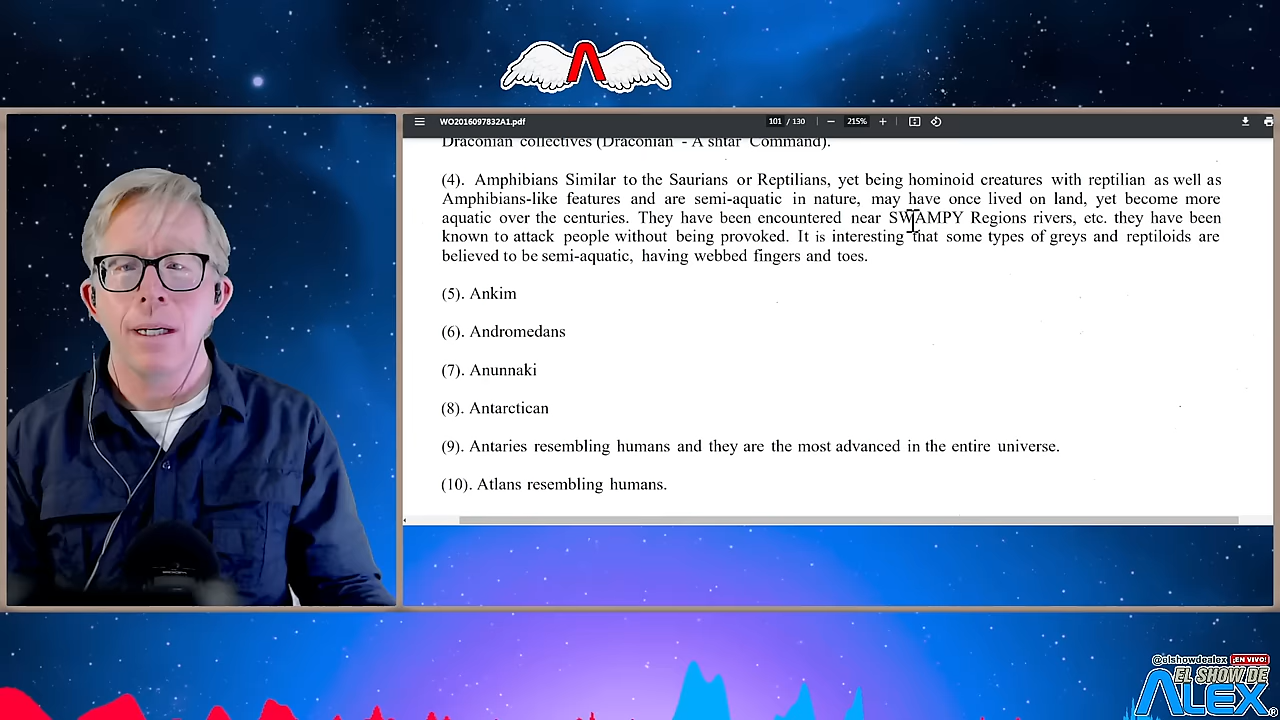 WO2016097832A1.pdf
101 / 130
215%
Draconian collectives (Draconian - A shtar Command).
(4). Amphibians Similar to the Saurians or Reptilians, yet being hominoid creatures with reptilian as well as
Amphibians-like features and are semi-aquatic in nature, may have once lived on land, yet become more
aquatic over the centuries. They have been encountered near SWAMPY Regions rivers, etc. they have been
known to attack people without being provoked. It is interesting that some types of greys and reptiloids are
believed to be semi-aquatic, having webbed fingers and toes.
(5). Ankim
(6). Andromedans
(7). Anunnaki
(8). Antarctican
(9). Antaries resembling humans and they are the most advanced in the entire universe.
(10). Atlans resembling humans.
@elshowdealex ¡EN VIVO!
EL SHOW DE
ALEX